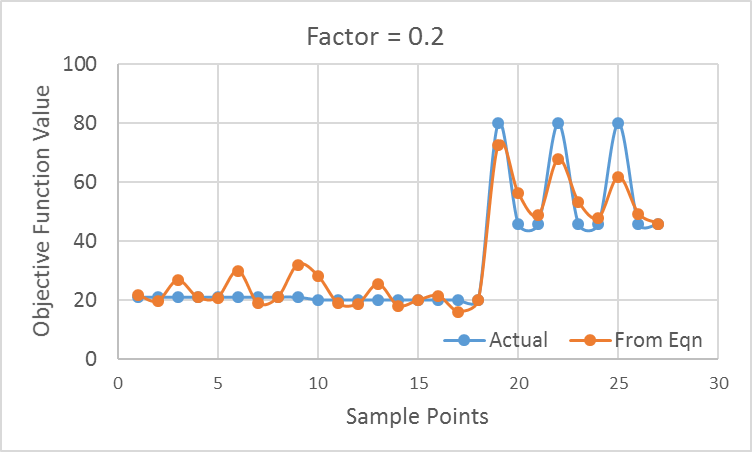 Factor = 0.2
Objective Function Value
100
80
60
40
20
0
Actual
From Eqn
0 5 10 15 20 25 30
Sample Points